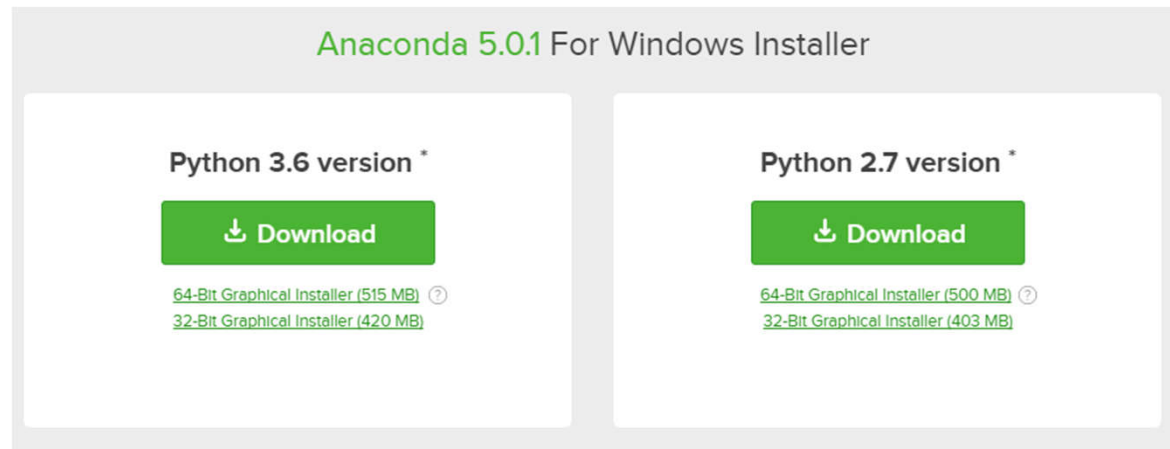 Anaconda 5.0.1 For Windows Installer
Python 3.6 version *
Download
64-Bit Graphical Installer (515 MB) ?
32-Bit Graphical Installer (420 MB)
Python 2.7 version *
Download
64-Bit Graphical Installer (500 MB) ?
32-Bit Graphical Installer (403 MB)